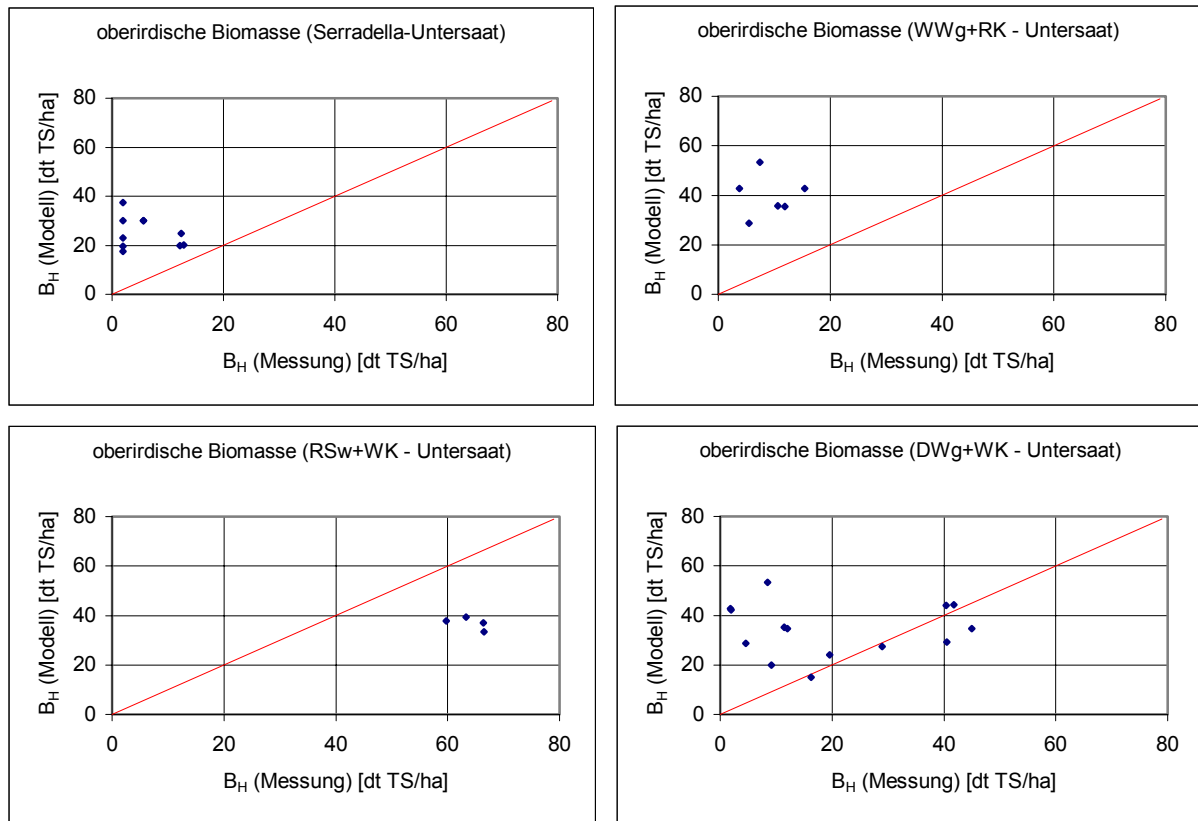 oberirdische Biomasse (Serradella-Untersaat)
B_H (Modell) [dt TS/ha]
80
60
40
20
0
0 20 40 60 80
B_H (Messung) [dt TS/ha]
oberirdische Biomasse (WWg+RK - Untersaat)
B_H (Modell) [dt TS/ha]
80
60
40
20
0
0 20 40 60 80
B_H (Messung) [dt TS/ha]
oberirdische Biomasse (RSw+WK - Untersaat)
B_H (Modell) [dt TS/ha]
80
60
40
20
0
0 20 40 60 80
B_H (Messung) [dt TS/ha]
oberirdische Biomasse (DWg+WK - Untersaat)
B_H (Modell) [dt TS/ha]
80
60
40
20
0
0 20 40 60 80
B_H (Messung) [dt TS/ha]